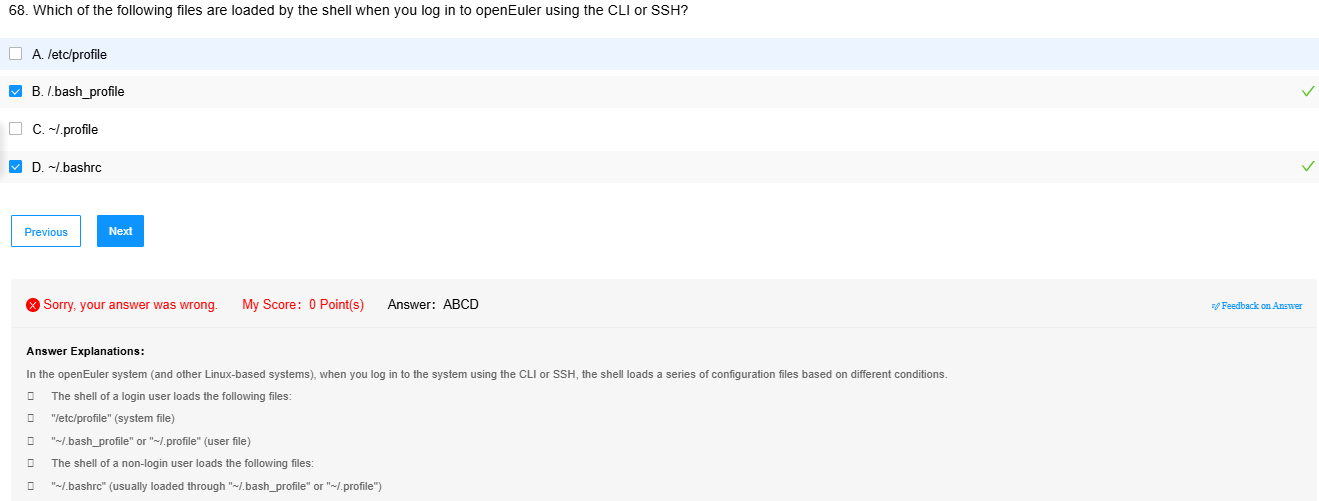 68. Which of the following files are loaded by the shell when you log in to openEuler using the CLI or SSH?
A. /etc/profile
B. /.bash_profile
C. ~/.profile
D. ~/.bashrc
Previous Next
Sorry, your answer was wrong. My Score: 0 Point(s) Answer: ABCD Feedback on Answer
Answer Explanations:
In the openEuler system (and other Linux-based systems), when you log in to the system using the CLI or SSH, the shell loads a series of configuration files based on different conditions.
The shell of a login user loads the following files:
"/etc/profile" (system file)
"~/.bash_profile" or "~/.profile" (user file)
The shell of a non-login user loads the following files:
"~/.bashrc" (usually loaded through "~/.bash_profile" or "~/.profile")